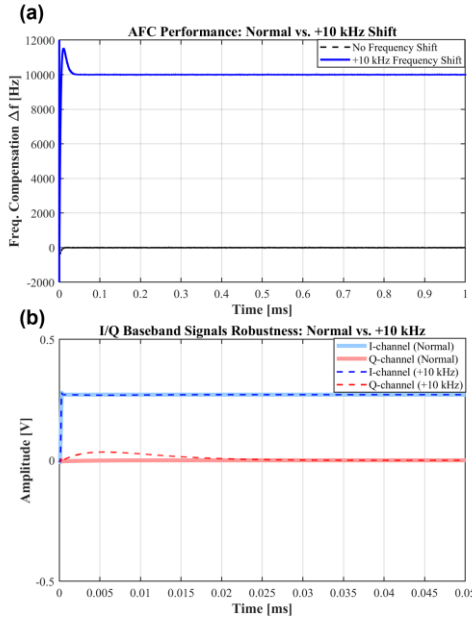 (a)
AFC Performance: Normal vs. +10 kHz Shift
No Frequency Shift
+10 kHz Frequency Shift
Freq. Compensation Δf [Hz]
12000
10000
8000
6000
4000
2000
0
-2000
0 0.1 0.2 0.3 0.4 0.5 0.6 0.7 0.8 0.9 1
Time [ms]
(b)
I/Q Baseband Signals Robustness: Normal vs. +10 kHz
I-channel (Normal)
Q-channel (Normal)
I-channel (+10 kHz)
Q-channel (+10 kHz)
Amplitude [V]
0.5
0
-0.5
0 0.005 0.01 0.015 0.02 0.025 0.03 0.035 0.04 0.045 0.05
Time [ms]